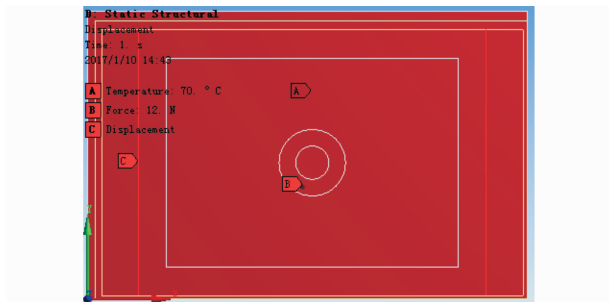 B: Static Structural
Displacement
Time: 1. s
2017/1/10 14:43
A Temperature: 70. ° C
B Force: 12. N
C Displacement
A
C
B
Y